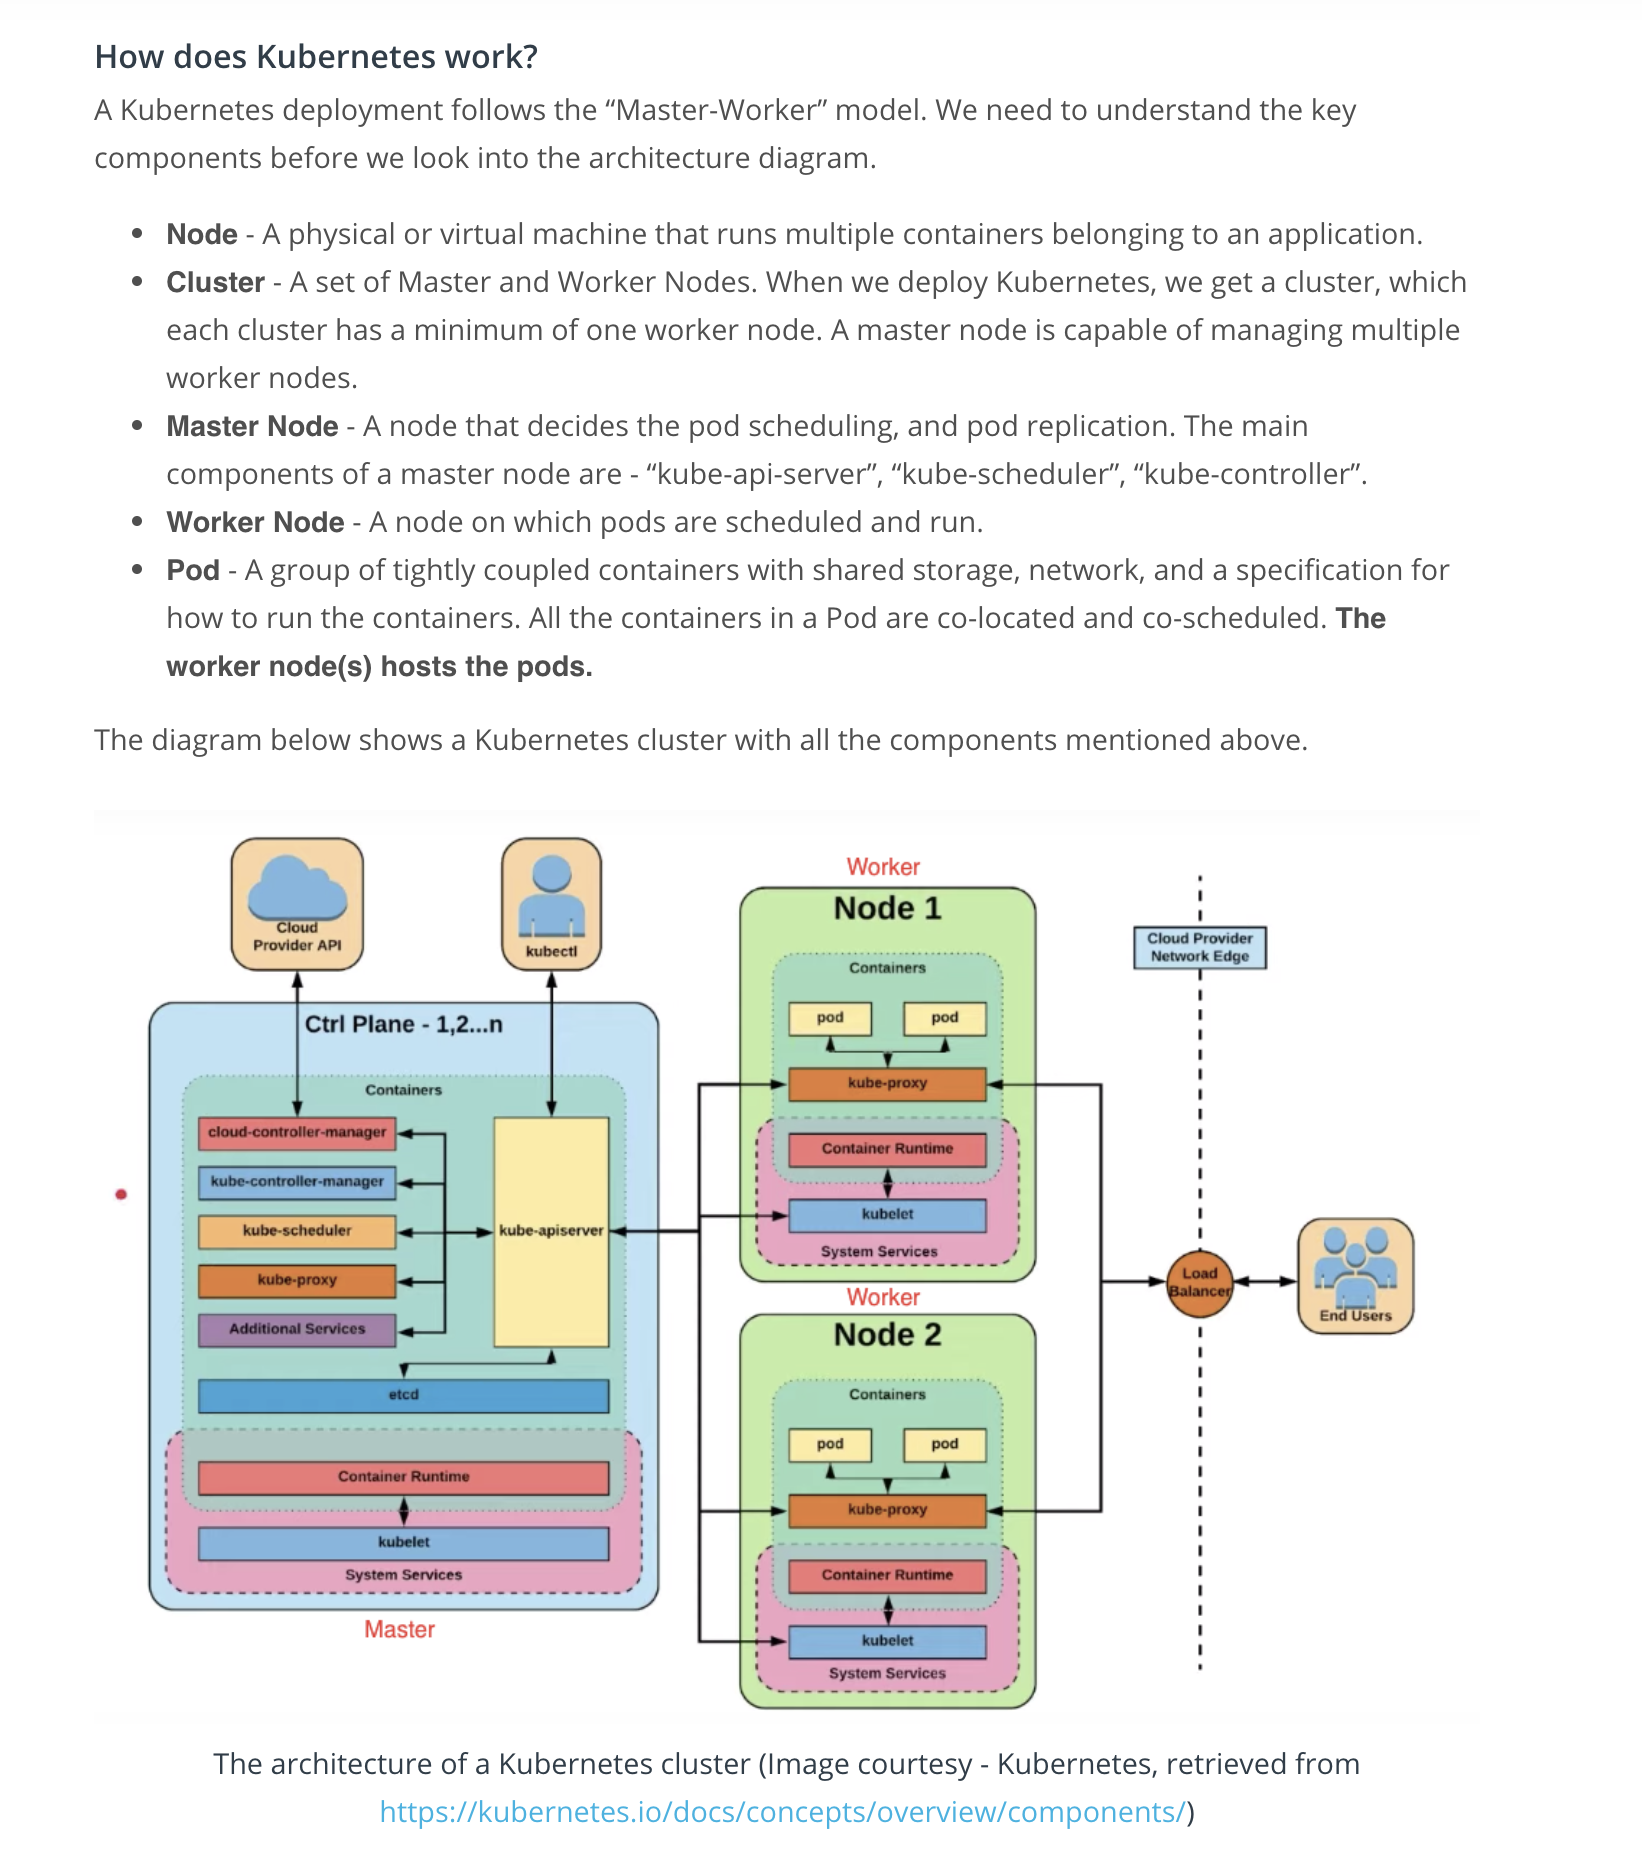 How does Kubernetes work?
A Kubernetes deployment follows the “Master-Worker” model. We need to understand the key
components before we look into the architecture diagram.
• Node - A physical or virtual machine that runs multiple containers belonging to an application.
• Cluster - A set of Master and Worker Nodes. When we deploy Kubernetes, we get a cluster, which
each cluster has a minimum of one worker node. A master node is capable of managing multiple
worker nodes.
• Master Node - A node that decides the pod scheduling, and pod replication. The main
components of a master node are - “kube-api-server”, “kube-scheduler”, “kube-controller”.
• Worker Node - A node on which pods are scheduled and run.
• Pod - A group of tightly coupled containers with shared storage, network, and a specification for
how to run the containers. All the containers in a Pod are co-located and co-scheduled. The
worker node(s) hosts the pods.
The diagram below shows a Kubernetes cluster with all the components mentioned above.
Cloud
Provider API
kubectl
Ctrl Plane - 1,2...n
Containers
cloud-controller-manager
kube-controller-manager
kube-scheduler
kube-proxy
Additional Services
kube-apiserver
etcd
Container Runtime
kubelet
System Services
Master
Worker
Node 1
Containers
pod
pod
kube-proxy
Container Runtime
kubelet
System Services
Worker
Node 2
Containers
pod
pod
kube-proxy
Container Runtime
kubelet
System Services
Cloud Provider
Network Edge
Load
Balancer
End Users
The architecture of a Kubernetes cluster (Image courtesy - Kubernetes, retrieved from
https://kubernetes.io/docs/concepts/overview/components/)